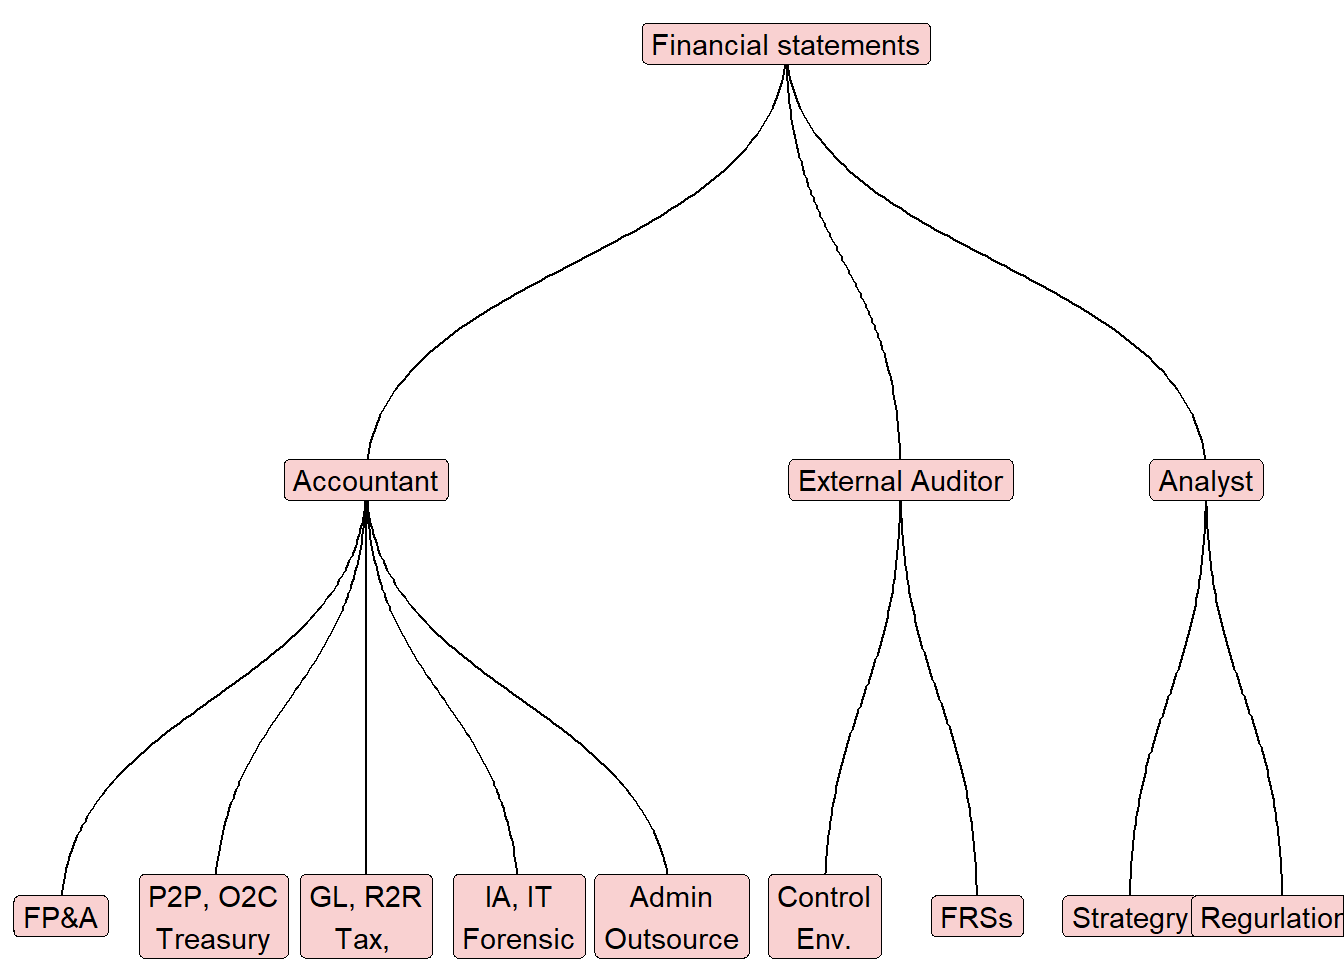 Financial statements
Accountant
External Auditor
Analyst
FP&A
P2P, O2C
Treasury
GL, R2R
Tax,
IA, IT
Forensic
Admin
Outsource
Control
Env.
FRSs
Strategry
Regurlation